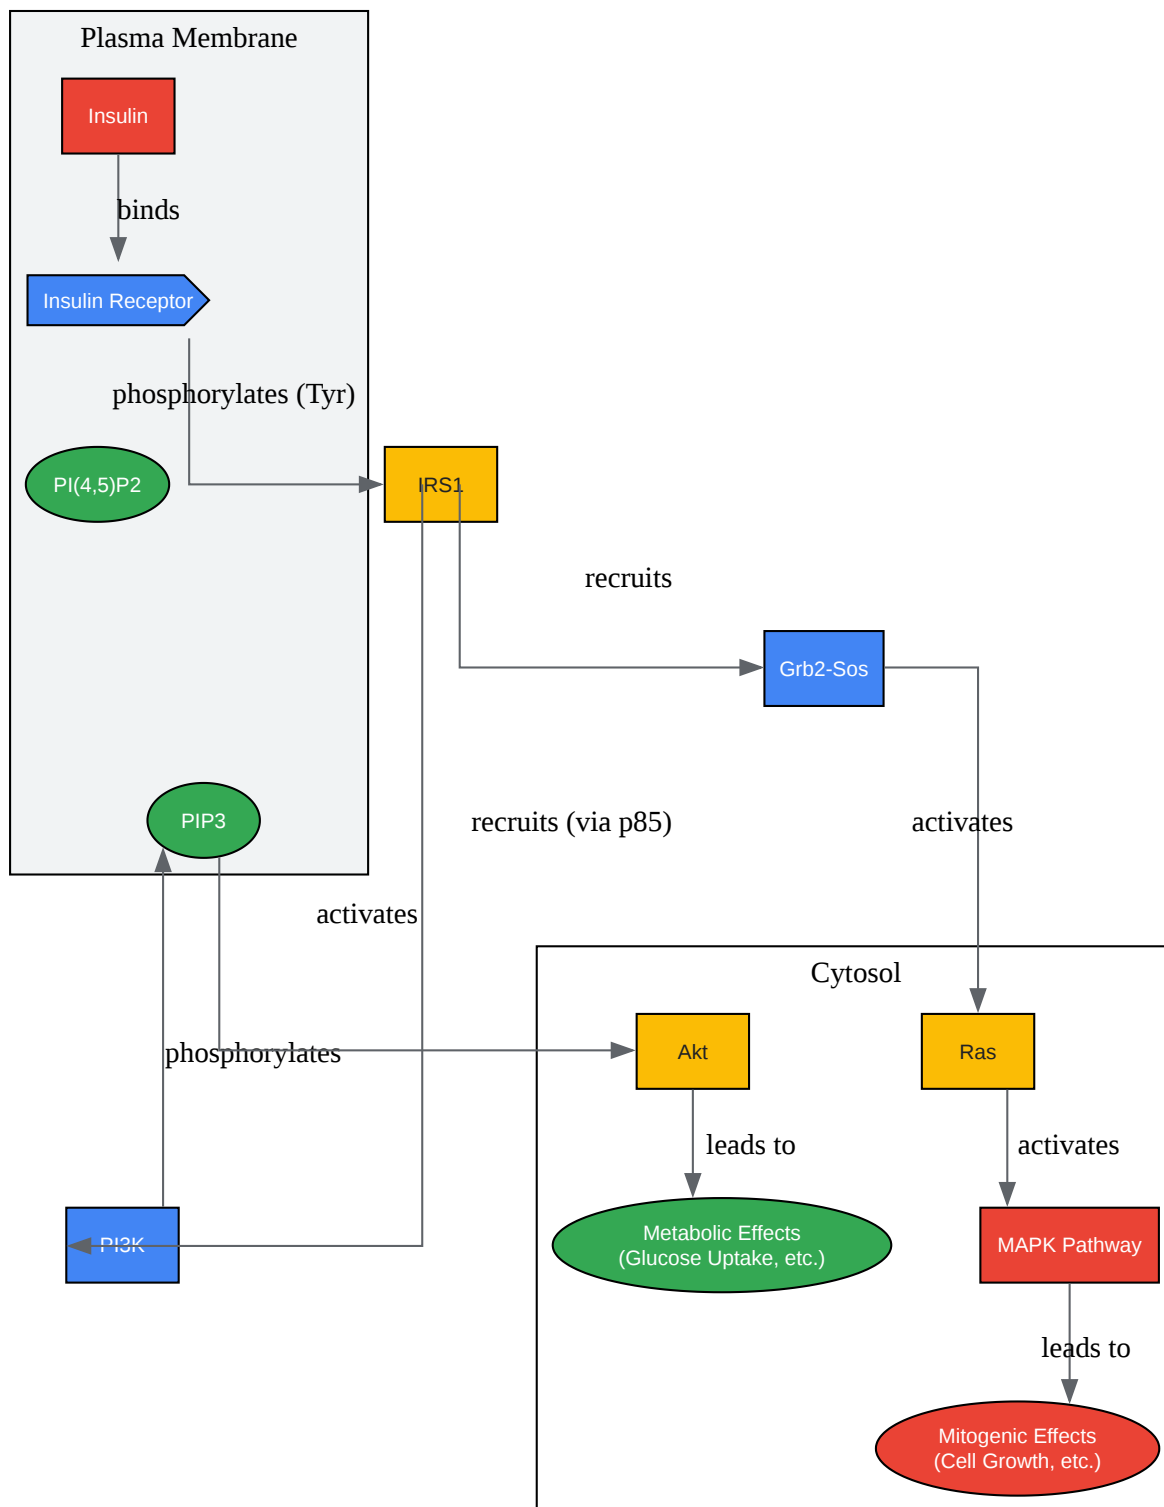 Plasma Membrane
Insulin
binds
Insulin Receptor
phosphorylates (Tyr)
PI(4,5)P2
IRS1
recruits
Grb2-Sos
PIP3
recruits (via p85)
activates
activates
Cytosol
Akt
Ras
phosphorylates
leads to
activates
PI3K
Metabolic Effects
(Glucose Uptake, etc.)
MAPK Pathway
leads to
Mitogenic Effects
(Cell Growth, etc.)